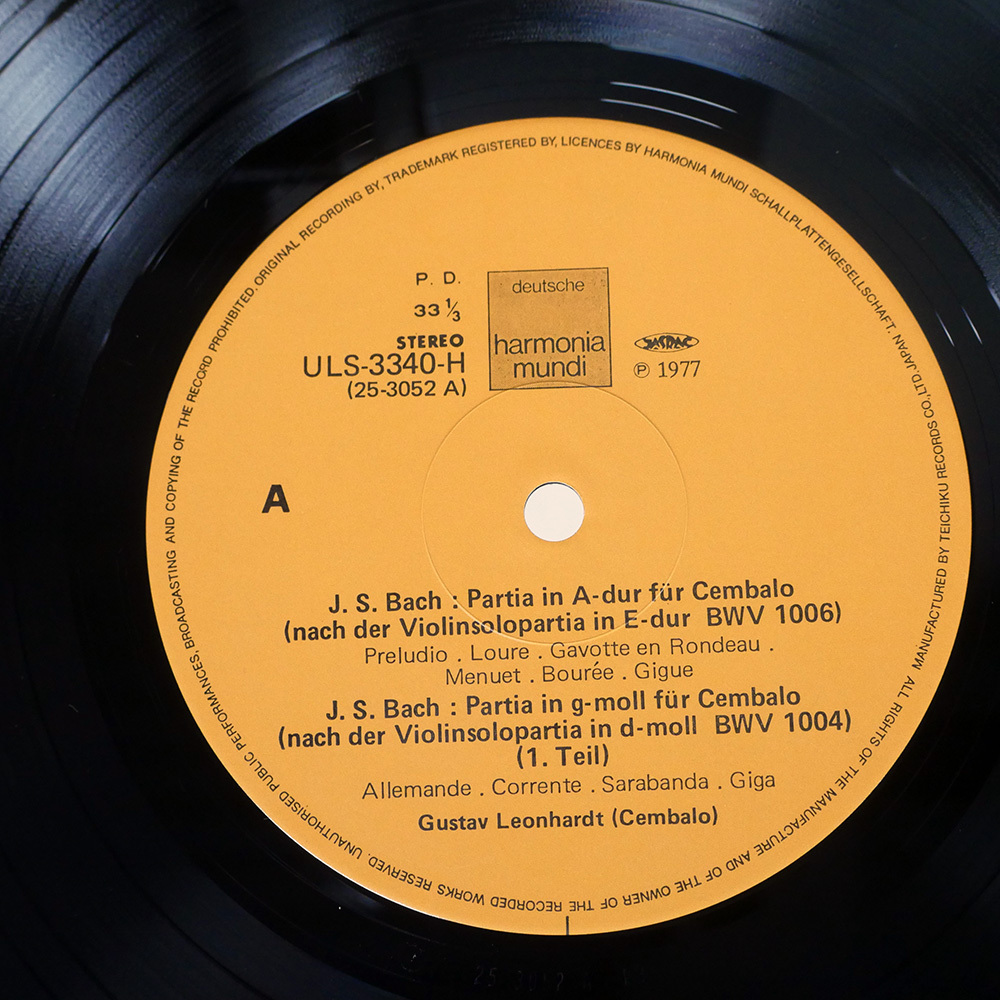 P. D.
33 1/3
STEREO
ULS-3340-H
(25-3052 A)
deutsche
harmonia
mundi
JASRAC
℗ 1977
A
J. S. Bach : Partia in A-dur für Cembalo
(nach der Violinsolopartia in E-dur BWV 1006)
Preludio . Loure . Gavotte en Rondeau .
Menuet . Bourée . Gigue
J. S. Bach : Partia in g-moll für Cembalo
(nach der Violinsolopartia in d-moll BWV 1004)
(1. Teil)
Allemande . Corrente . Sarabanda . Giga
Gustav Leonhardt (Cembalo)
ORIGINAL RECORDING BY, TRADEMARK REGISTERED BY, LICENCES BY HARMONIA MUNDI SCHALLPLATTENGESELLSCHAFT. MANUFACTURED BY TEICHIKU RECORDS CO., LTD. JAPAN. ALL RIGHTS OF THE MANUFACTURE AND OF THE OWNER OF THE RECORDED WORKS RESERVED. UNAUTHORISED PUBLIC PERFORMANCES, BROADCASTING AND COPYING OF THE RECORD PROHIBITED.